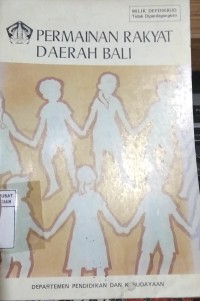 MILIK DEPDIKBUD
Tidak Diperdagangkan
PERMAINAN RAKYAT
DAERAH BALI
DEPARTEMEN PENDIDIKAN DAN KEBUDAYAAN